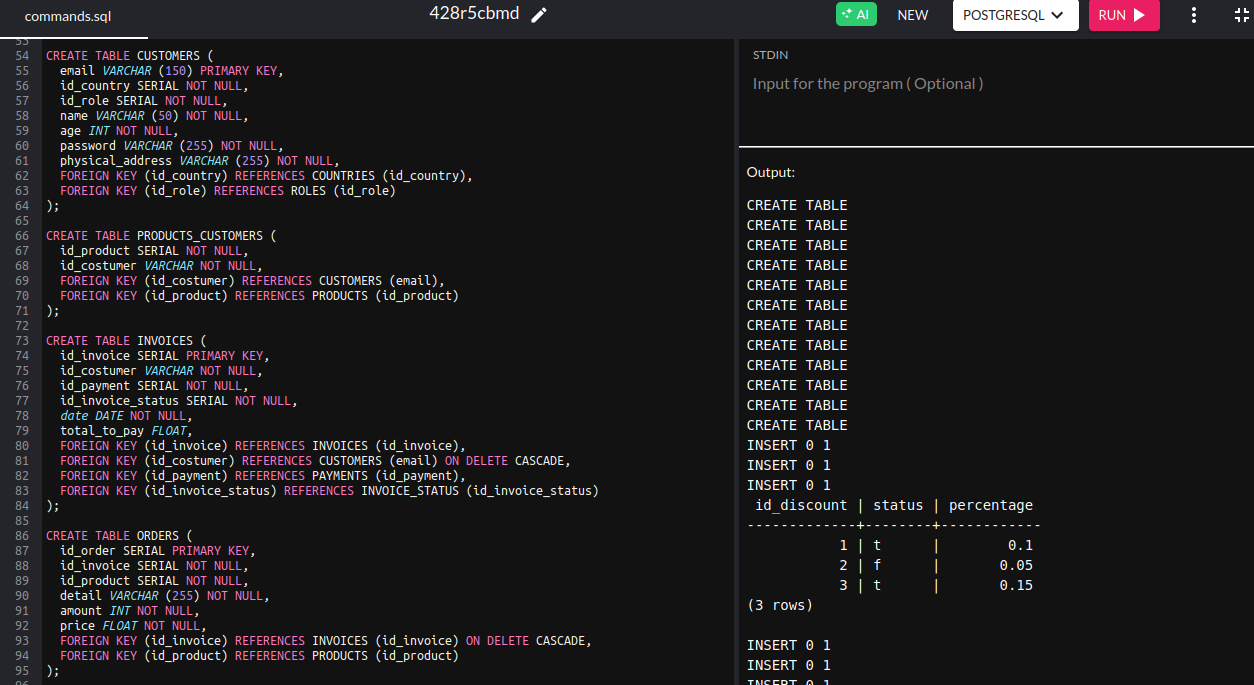 commands.sql
428r5cbmd
AI NEW POSTGRESQL RUN
53
54 CREATE TABLE CUSTOMERS (
55 email VARCHAR (150) PRIMARY KEY,
56 id_country SERIAL NOT NULL,
57 id_role SERIAL NOT NULL,
58 name VARCHAR (50) NOT NULL,
59 age INT NOT NULL,
60 password VARCHAR (255) NOT NULL,
61 physical_address VARCHAR (255) NOT NULL,
62 FOREIGN KEY (id_country) REFERENCES COUNTRIES (id_country),
63 FOREIGN KEY (id_role) REFERENCES ROLES (id_role)
64 );
65
66 CREATE TABLE PRODUCTS_CUSTOMERS (
67 id_product SERIAL NOT NULL,
68 id_costumer VARCHAR NOT NULL,
69 FOREIGN KEY (id_costumer) REFERENCES CUSTOMERS (email),
70 FOREIGN KEY (id_product) REFERENCES PRODUCTS (id_product)
71 );
72
73 CREATE TABLE INVOICES (
74 id_invoice SERIAL PRIMARY KEY,
75 id_costumer VARCHAR NOT NULL,
76 id_payment SERIAL NOT NULL,
77 id_invoice_status SERIAL NOT NULL,
78 date DATE NOT NULL,
79 total_to_pay FLOAT,
80 FOREIGN KEY (id_invoice) REFERENCES INVOICES (id_invoice),
81 FOREIGN KEY (id_costumer) REFERENCES CUSTOMERS (email) ON DELETE CASCADE,
82 FOREIGN KEY (id_payment) REFERENCES PAYMENTS (id_payment),
83 FOREIGN KEY (id_invoice_status) REFERENCES INVOICE_STATUS (id_invoice_status)
84 );
85
86 CREATE TABLE ORDERS (
87 id_order SERIAL PRIMARY KEY,
88 id_invoice SERIAL NOT NULL,
89 id_product SERIAL NOT NULL,
90 detail VARCHAR (255) NOT NULL,
91 amount INT NOT NULL,
92 price FLOAT NOT NULL,
93 FOREIGN KEY (id_invoice) REFERENCES INVOICES (id_invoice) ON DELETE CASCADE,
94 FOREIGN KEY (id_product) REFERENCES PRODUCTS (id_product)
95 );
96
STDIN
Input for the program ( Optional )
Output:
CREATE TABLE
CREATE TABLE
CREATE TABLE
CREATE TABLE
CREATE TABLE
CREATE TABLE
CREATE TABLE
CREATE TABLE
CREATE TABLE
CREATE TABLE
CREATE TABLE
CREATE TABLE
INSERT 0 1
INSERT 0 1
INSERT 0 1
id_discount | status | percentage
-------------+--------+------------
1 | t | 0.1
2 | f | 0.05
3 | t | 0.15
(3 rows)
INSERT 0 1
INSERT 0 1
INSERT 0 1